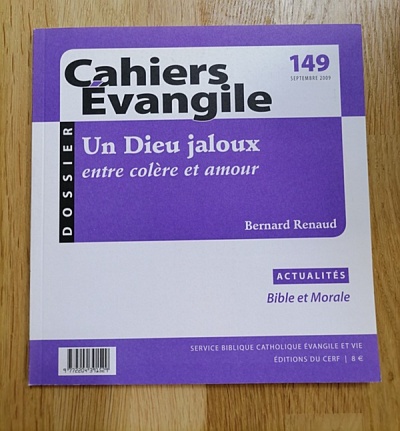 Cahiers
Évangile
149
SEPTEMBRE 2009
DOSSIER
Un Dieu jaloux
entre colère et amour
Bernard Renaud
ACTUALITÉS
Bible et Morale
SERVICE BIBLIQUE CATHOLIQUE ÉVANGILE ET VIE
ÉDITIONS DU CERF | 8 €